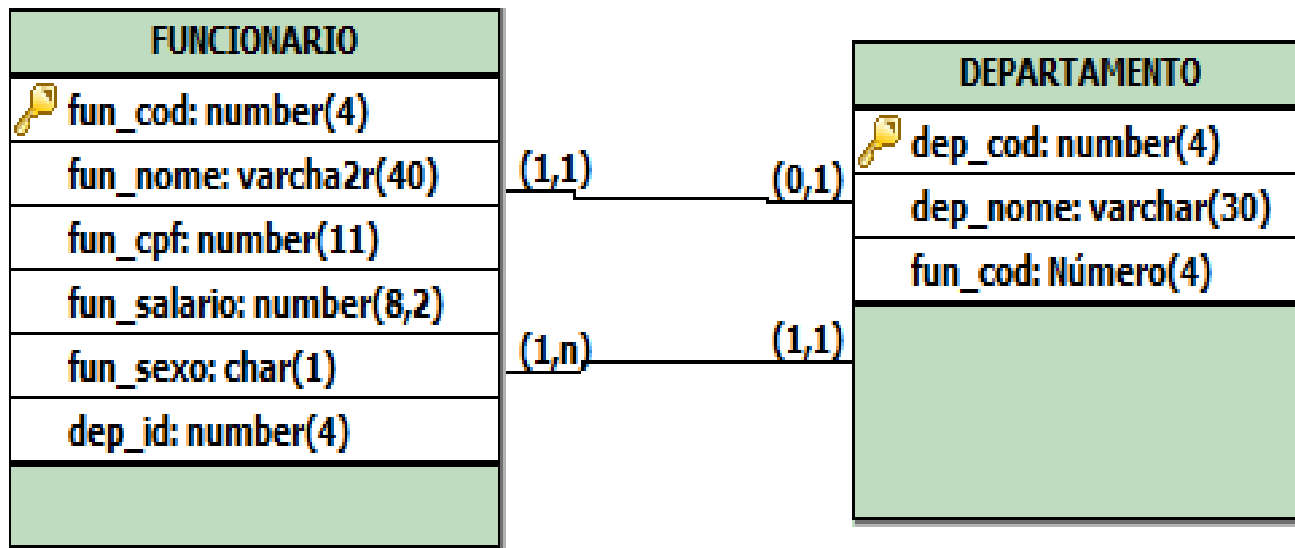 FUNCIONARIO
fun_cod: number(4)
fun_nome: varcha2r(40)
fun_cpf: number(11)
fun_salario: number(8,2)
fun_sexo: char(1)
dep_id: number(4)
(1,1)
(0,1)
(1,n)
(1,1)
DEPARTAMENTO
dep_cod: number(4)
dep_nome: varchar(30)
fun_cod: Número(4)